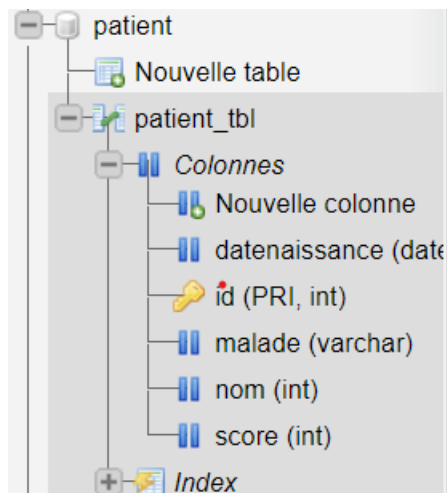 patient
Nouvelle table
patient_tbl
Colonnes
Nouvelle colonne
datenaissance (date
id (PRI, int)
malade (varchar)
nom (int)
score (int)
Index